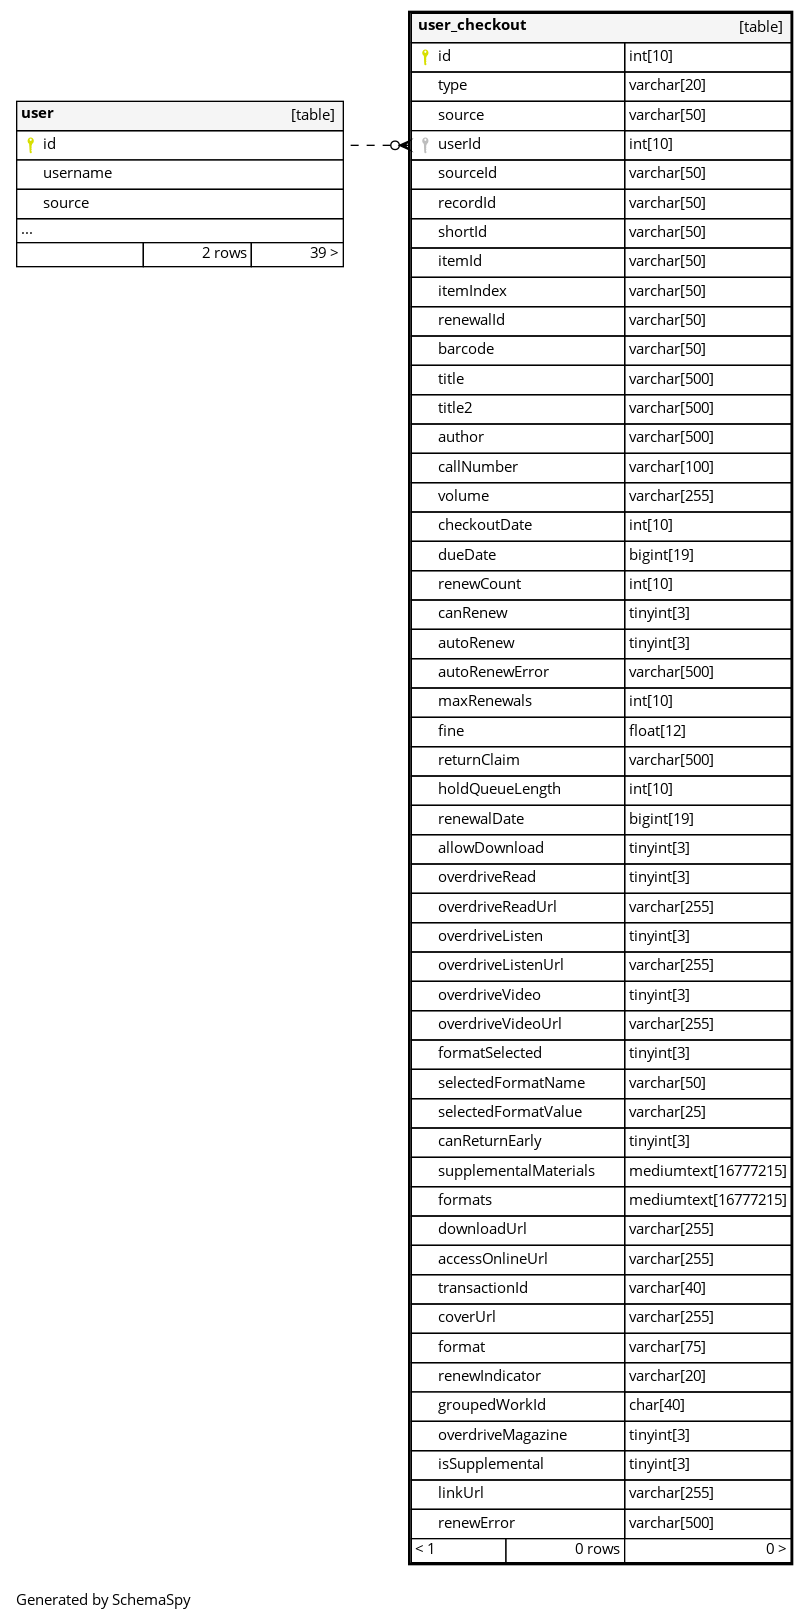 user_checkout [table]
id int[10]
type varchar[20]
source varchar[50]
userId int[10]
sourceId varchar[50]
recordId varchar[50]
shortId varchar[50]
itemId varchar[50]
itemIndex varchar[50]
renewalId varchar[50]
barcode varchar[50]
title varchar[500]
title2 varchar[500]
author varchar[500]
callNumber varchar[100]
volume varchar[255]
checkoutDate int[10]
dueDate bigint[19]
renewCount int[10]
canRenew tinyint[3]
autoRenew tinyint[3]
autoRenewError varchar[500]
maxRenewals int[10]
fine float[12]
returnClaim varchar[500]
holdQueueLength int[10]
renewalDate bigint[19]
allowDownload tinyint[3]
overdriveRead tinyint[3]
overdriveReadUrl varchar[255]
overdriveListen tinyint[3]
overdriveListenUrl varchar[255]
overdriveVideo tinyint[3]
overdriveVideoUrl varchar[255]
formatSelected tinyint[3]
selectedFormatName varchar[50]
selectedFormatValue varchar[25]
canReturnEarly tinyint[3]
supplementalMaterials mediumtext[16777215]
formats mediumtext[16777215]
downloadUrl varchar[255]
accessOnlineUrl varchar[255]
transactionId varchar[40]
coverUrl varchar[255]
format varchar[75]
renewIndicator varchar[20]
groupedWorkId char[40]
overdriveMagazine tinyint[3]
isSupplemental tinyint[3]
linkUrl varchar[255]
renewError varchar[500]
< 1 0 rows 0 >
user [table]
id
username
source
...
2 rows 39 >
Generated by SchemaSpy